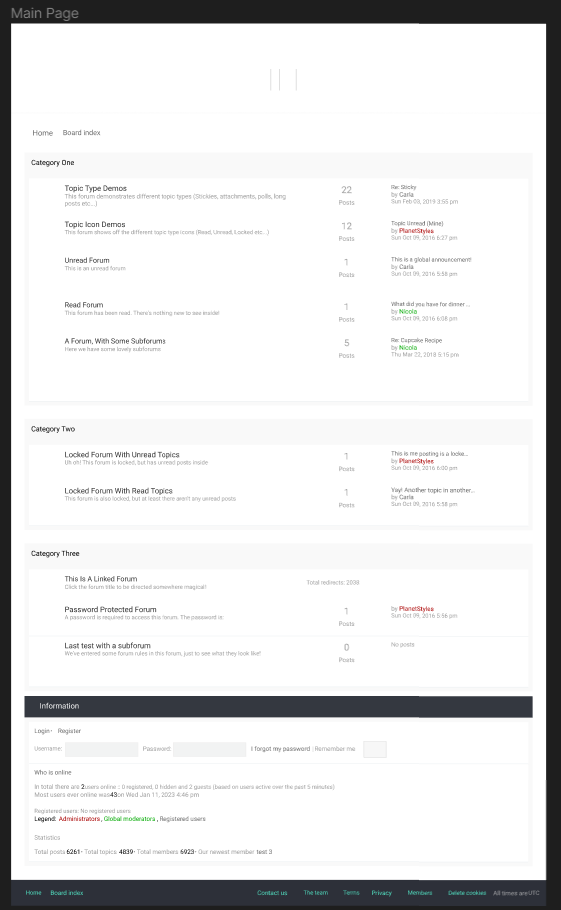 Main Page
Home Board index
Category One
Topic Type Demos 22 Re: Sticky
This forum demonstrates different topic types (Stickies, attachments, polls, long Posts by Carla
posts etc...) Sun Feb 03, 2019 3:55 pm
Topic Icon Demos 12 Topic Unread (Mine)
This forum shows off the different topic type icons (Read, Unread, Locked etc...) Posts by PlanetStyles
Sun Oct 09, 2016 6:27 pm
Unread Forum 1 This is a global announcement!
This is an unread forum Posts by Carla
Sun Oct 09, 2016 5:58 pm
Read Forum 1 What did you have for dinner ...
This forum has been read. There's nothing new to see inside! Posts by Nicola
Sun Oct 09, 2016 6:08 pm
A Forum, With Some Subforums 5 Re: Cupcake Recipe
Here we have some lovely subforums Posts by Nicola
Thu Mar 22, 2018 5:15 pm
Category Two
Locked Forum With Unread Topics 1 This is me posting is a locke...
Uh oh! This forum is locked, but has unread posts inside Posts by PlanetStyles
Sun Oct 09, 2016 6:00 pm
Locked Forum With Read Topics 1 Yay! Another topic in another...
This forum is also locked, but at least there aren't any unread posts Posts by Carla
Sun Oct 09, 2016 5:58 pm
Category Three
This Is A Linked Forum Total redirects: 2038
Click the forum title to be directed somewhere magical!
Password Protected Forum 1 by PlanetStyles
A password is required to access this forum. The password is: Posts Sun Oct 09, 2016 5:56 pm
Last test with a subforum 0 No posts
We've entered some forum rules in this forum, just to see what they look like! Posts
Information
Login • Register
Username: Password: I forgot my password | Remember me
Who is online
In total there are 2 users online :: 0 registered, 0 hidden and 2 guests (based on users active over the past 5 minutes)
Most users ever online was 43 on Wed Jan 11, 2023 4:46 pm
Registered users: No registered users
Legend: Administrators, Global moderators, Registered users
Statistics
Total posts 6261 • Total topics 4839 • Total members 6923 • Our newest member test 3
Home Board index Contact us The team Terms Privacy Members Delete cookies All times are UTC